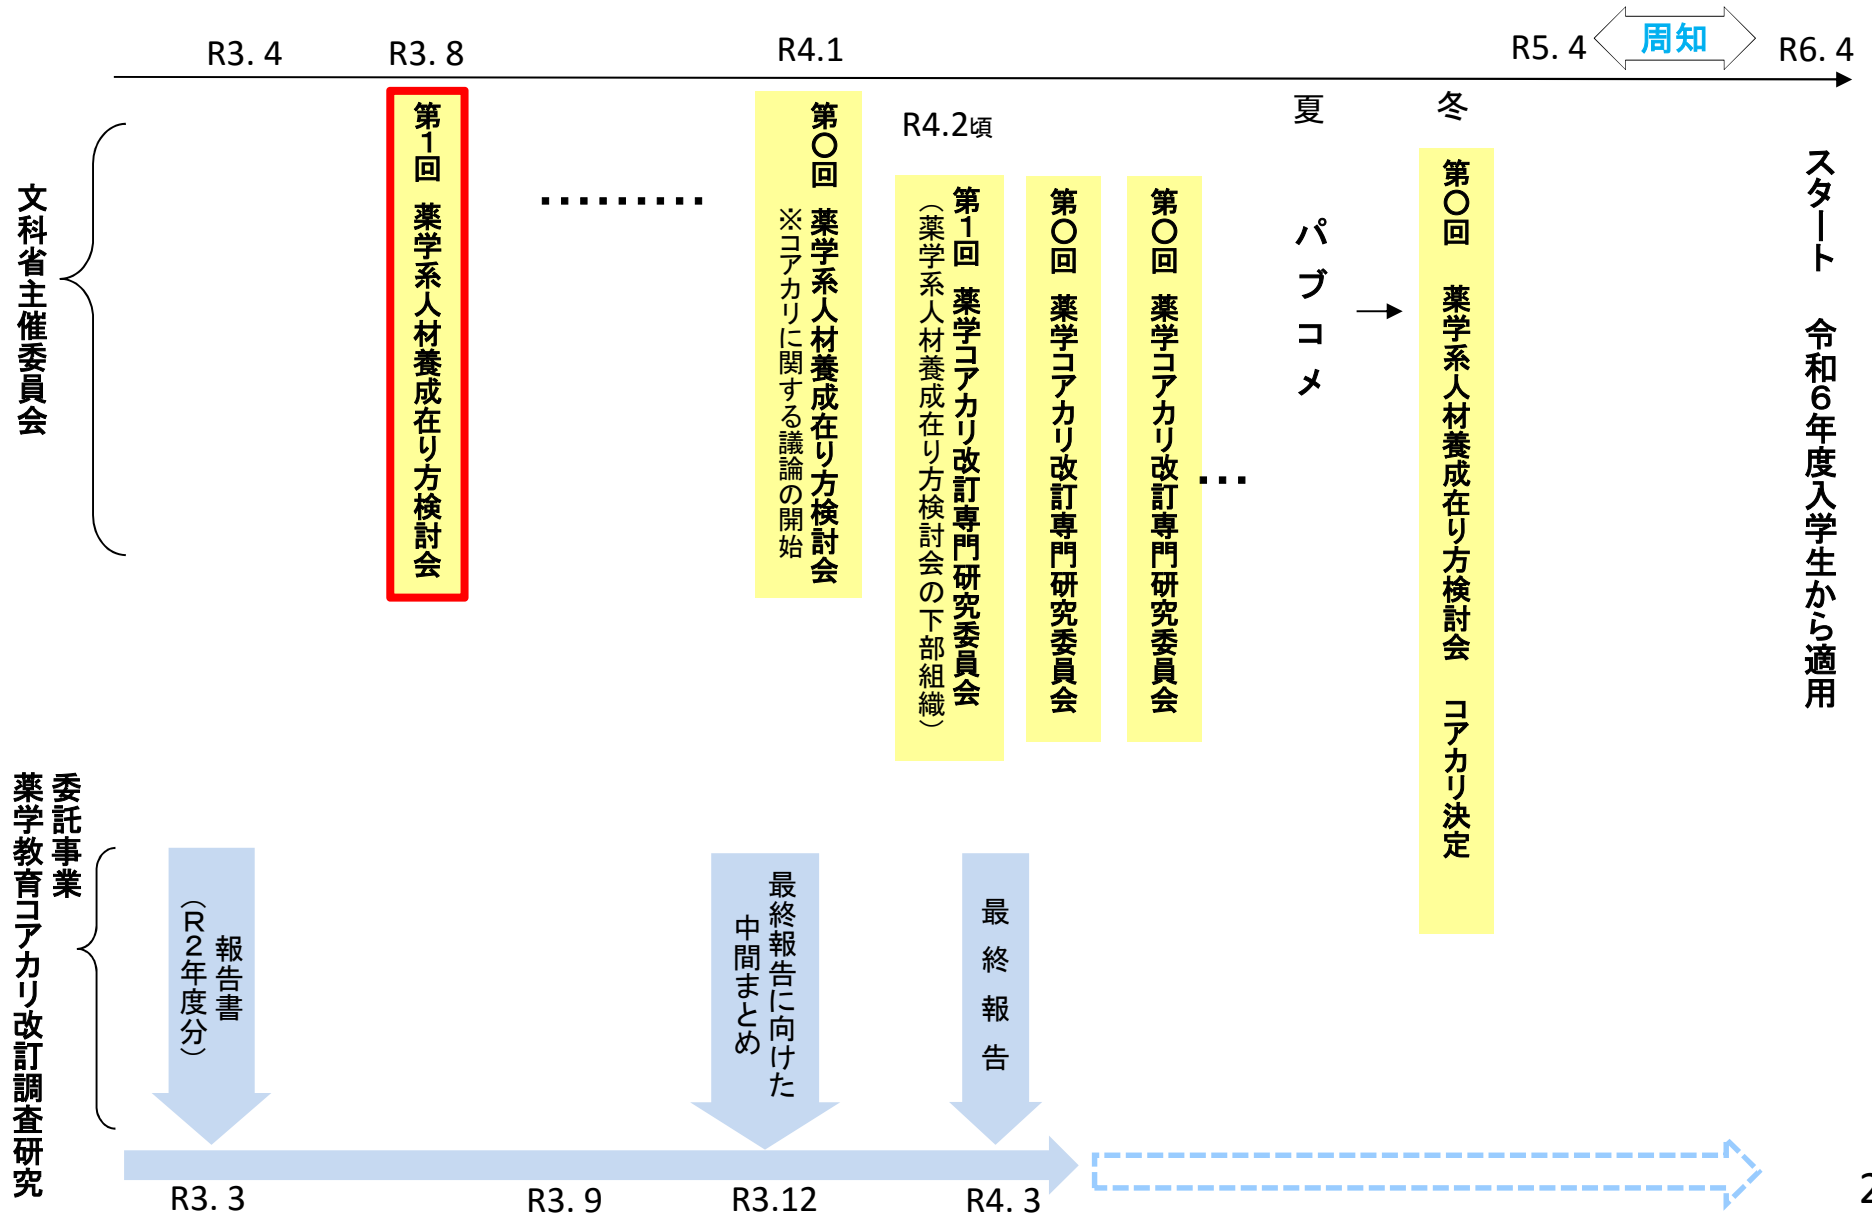 R3. 4
R3. 8
R4.1
R5. 4
周知
R6. 4
文科省主催委員会
第1回 薬学系人材養成在り方検討会
………
第〇回 薬学系人材養成在り方検討会
※コアカリに関する議論の開始
R4.2頃
第1回 薬学コアカリ改訂専門研究委員会
（薬学系人材養成在り方検討会の下部組織）
第〇回 薬学コアカリ改訂専門研究委員会
第〇回 薬学コアカリ改訂専門研究委員会
…
夏
パブコメ
→
冬
第〇回 薬学系人材養成在り方検討会 コアカリ決定
スタート 令和6年度入学生から適用
委託事業
薬学教育コアカリ改訂調査研究
報告書
（R2年度分）
最終報告に向けた
中間まとめ
最終報告
R3. 3
R3. 9
R3.12
R4. 3
2